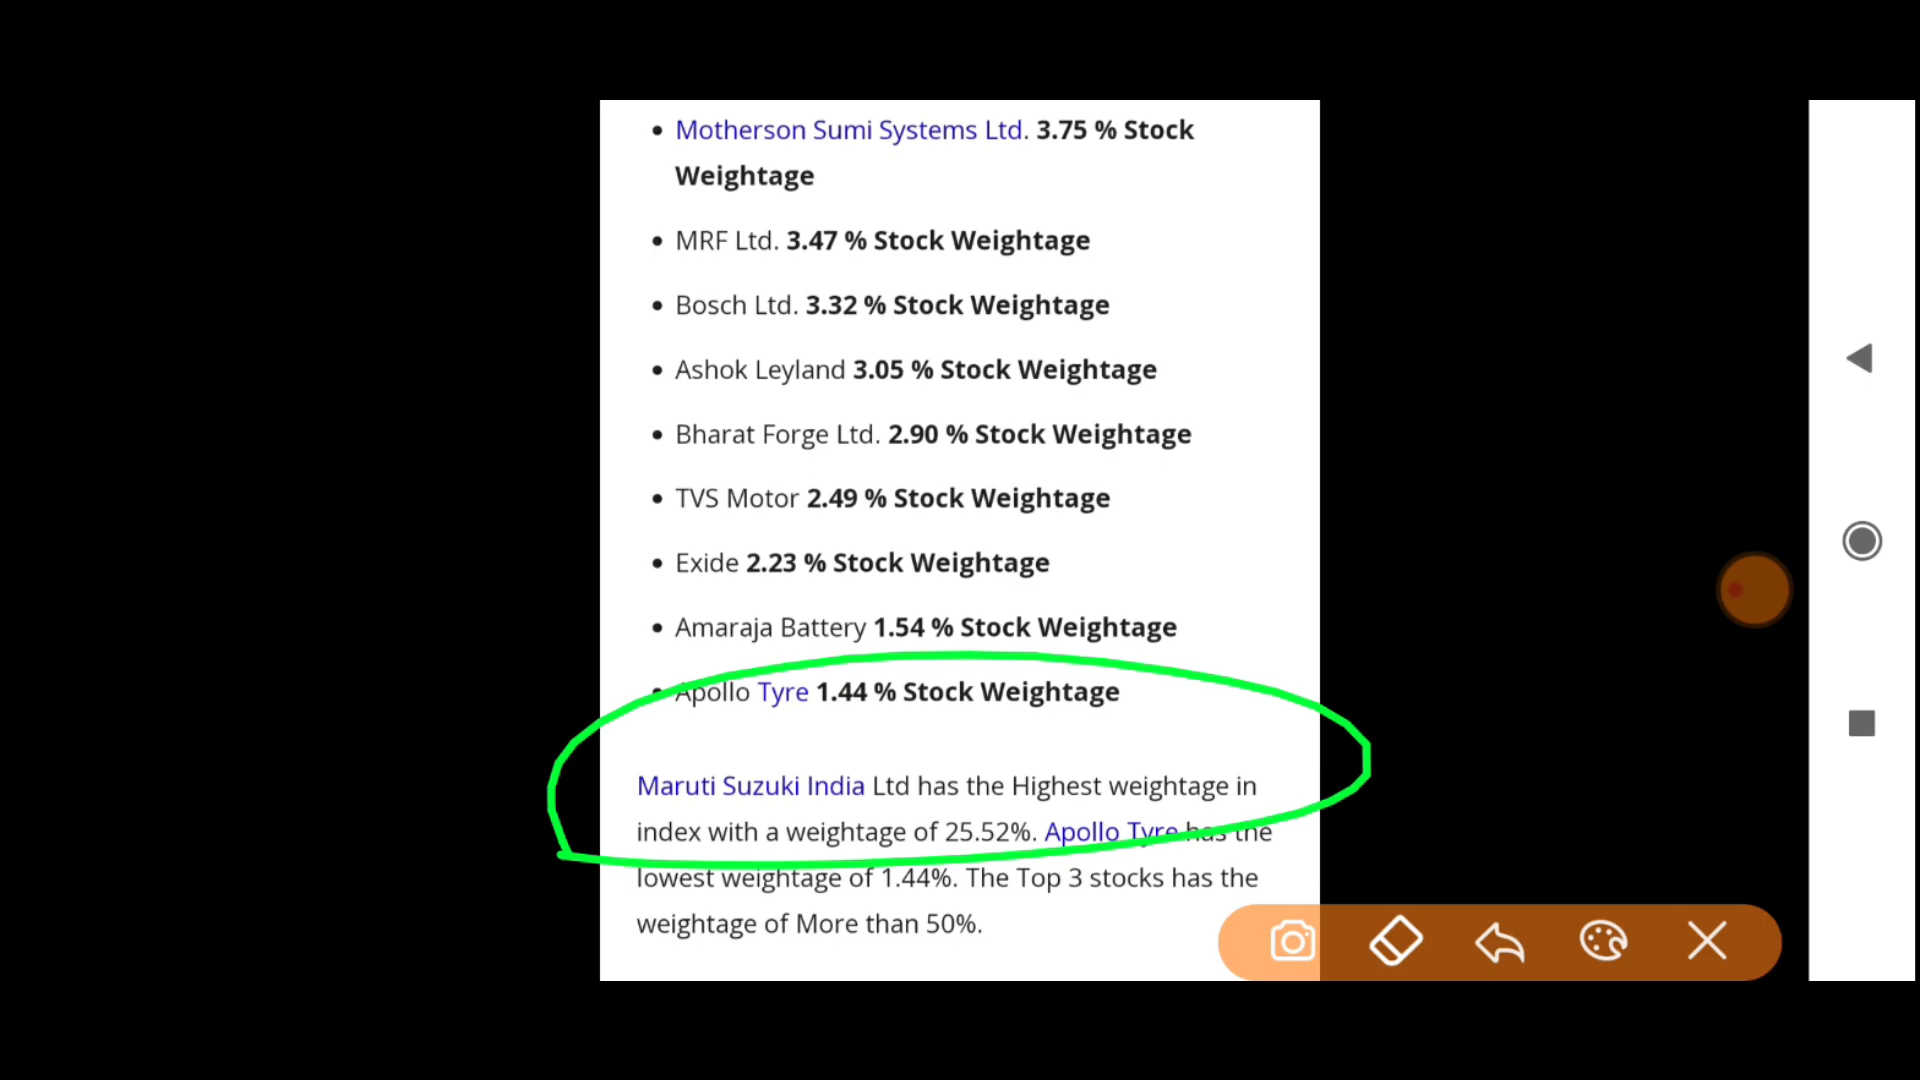 Motherson Sumi Systems Ltd. 3.75 % Stock
Weightage
MRF Ltd. 3.47 % Stock Weightage
Bosch Ltd. 3.32 % Stock Weightage
Ashok Leyland 3.05 % Stock Weightage
Bharat Forge Ltd. 2.90 % Stock Weightage
TVS Motor 2.49 % Stock Weightage
Exide 2.23 % Stock Weightage
Amaraja Battery 1.54 % Stock Weightage
Apollo Tyre 1.44 % Stock Weightage
Maruti Suzuki India Ltd has the Highest weightage in
index with a weightage of 25.52%. Apollo Tyre has the
lowest weightage of 1.44%. The Top 3 stocks has the
weightage of More than 50%.